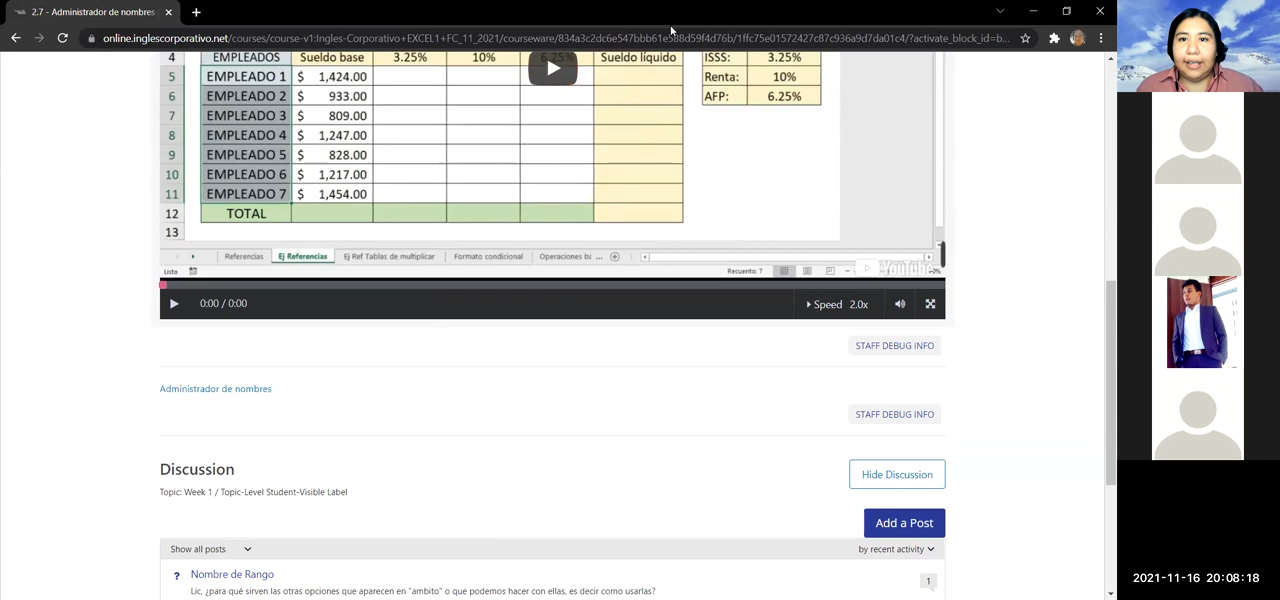 2.7 - Administrador de nombres
online.inglescorporativo.net/courses/course-v1:Ingles-Corporativo+EXCEL1+FC_11_2021/courseware/834a3c2dc6e547bbb61e588d59f4d76b/1ffc75e01572427c87c936a9d7da01c4/?activate_block_id=b...
4 EMPLEADOS Sueldo base 3.25% 10% 6.25% Sueldo liquido ISSS: 3.25%
5 EMPLEADO 1 $ 1,424.00 Renta: 10%
6 EMPLEADO 2 $ 933.00 AFP: 6.25%
7 EMPLEADO 3 $ 809.00
8 EMPLEADO 4 $ 1,247.00
9 EMPLEADO 5 $ 828.00
10 EMPLEADO 6 $ 1,217.00
11 EMPLEADO 7 $ 1,454.00
12 TOTAL
13
Referencias Ej Referencias Ej Ref Tablas de multiplicar Formato condicional Operaciones ba ...
Listo Recuento: 7 YouTube
0:00 / 0:00 Speed 2.0x
STAFF DEBUG INFO
Administrador de nombres
STAFF DEBUG INFO
Discussion
Hide Discussion
Topic: Week 1 / Topic-Level Student-Visible Label
Add a Post
Show all posts by recent activity
? Nombre de Rango 1
Lic, ¿para qué sirven las otras opciones que aparecen en "ambito" o que podemos hacer con ellas, es decir como usarlas?
2021-11-16 20:08:18